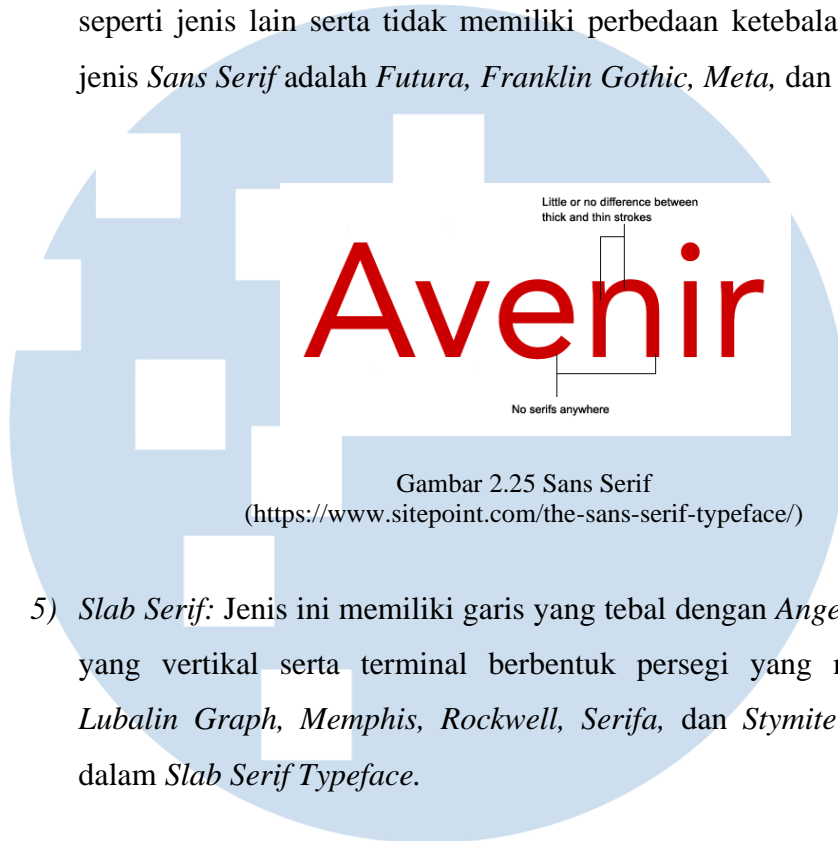 seperti jenis lain serta tidak memiliki perbedaan
jenis Sans Serif adalah Futura, Franklin Gothic, Meta, dan
Little or no difference between
thick and thin strokes
Avenir
No serifs anywhere
Gambar 2.25 Sans Serif
(https://www.sitepoint.com/the-sans-serif-typeface/)
5) Slab Serif: Jenis ini memiliki garis yang tebal dengan
yang vertikal serta terminal berbentuk persegi yang
Lubalin Graph, Memphis, Rockwell, Serifa, dan Stymite
dalam Slab Serif Typeface.